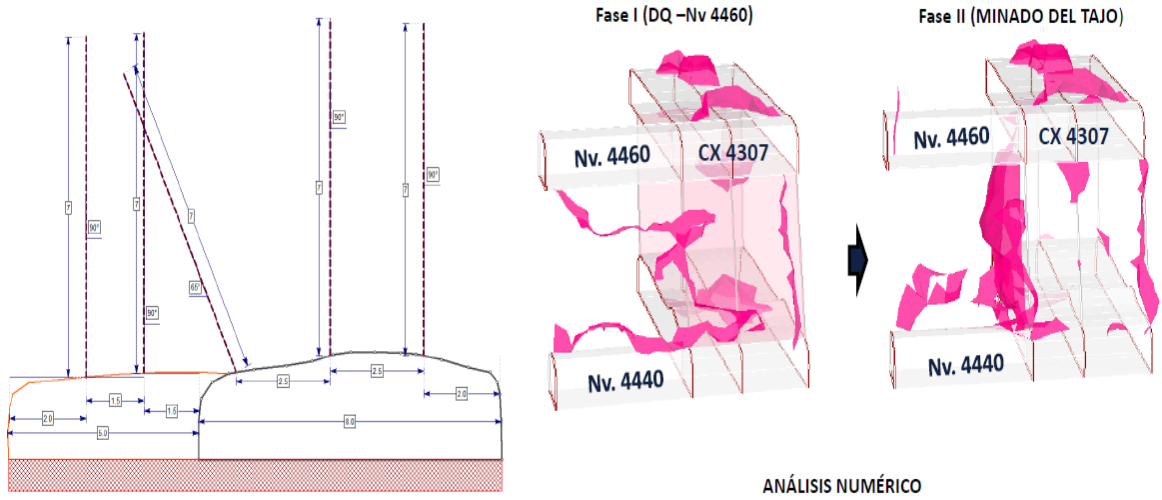 Fase I (DQ –Nv 4460)
Fase II (MINADO DEL TAJO)
7
90°
7
90°
7
65°
7
90°
7
90°
2.5
2.5
2.0
1.5
1.5
2.0
5.0
8.0
Nv. 4460
CX 4307
Nv. 4440
Nv. 4460
CX 4307
Nv. 4440
ANÁLISIS NUMÉRICO